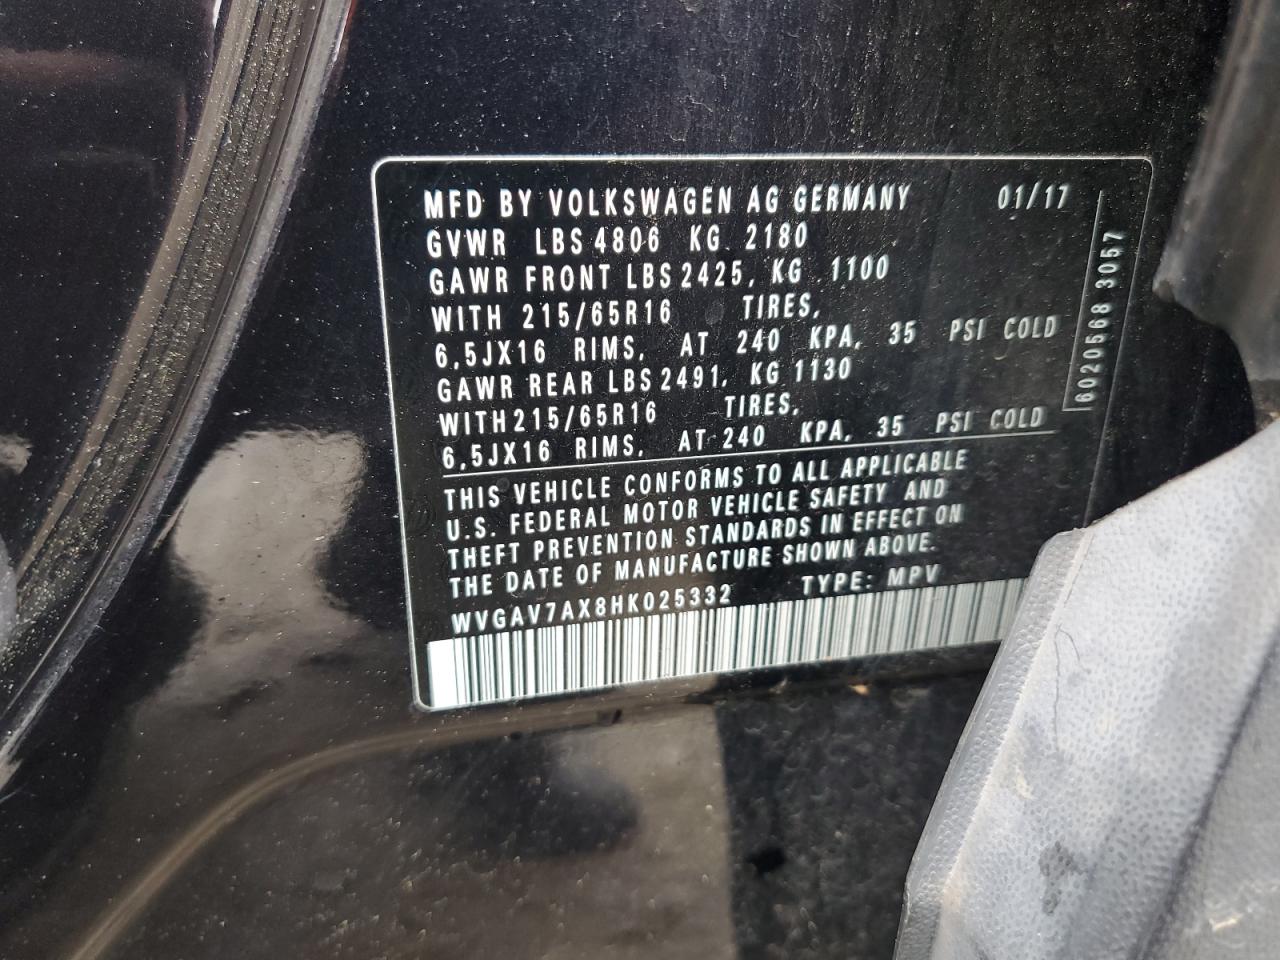 MFD BY VOLKSWAGEN AG GERMANY 01/17
GVWR LBS 4806 KG 2180
GAWR FRONT LBS 2425, KG 1100
WITH 215/65R16 TIRES,
6,5JX16 RIMS, AT 240 KPA, 35 PSI COLD
GAWR REAR LBS 2491, KG 1130
WITH 215/65R16 TIRES,
6,5JX16 RIMS, AT 240 KPA, 35 PSI COLD
THIS VEHICLE CONFORMS TO ALL APPLICABLE
U.S. FEDERAL MOTOR VEHICLE SAFETY AND
THEFT PREVENTION STANDARDS IN EFFECT ON
THE DATE OF MANUFACTURE SHOWN ABOVE.
WVGAV7AX8HK025332 TYPE: MPV
6020568 3057